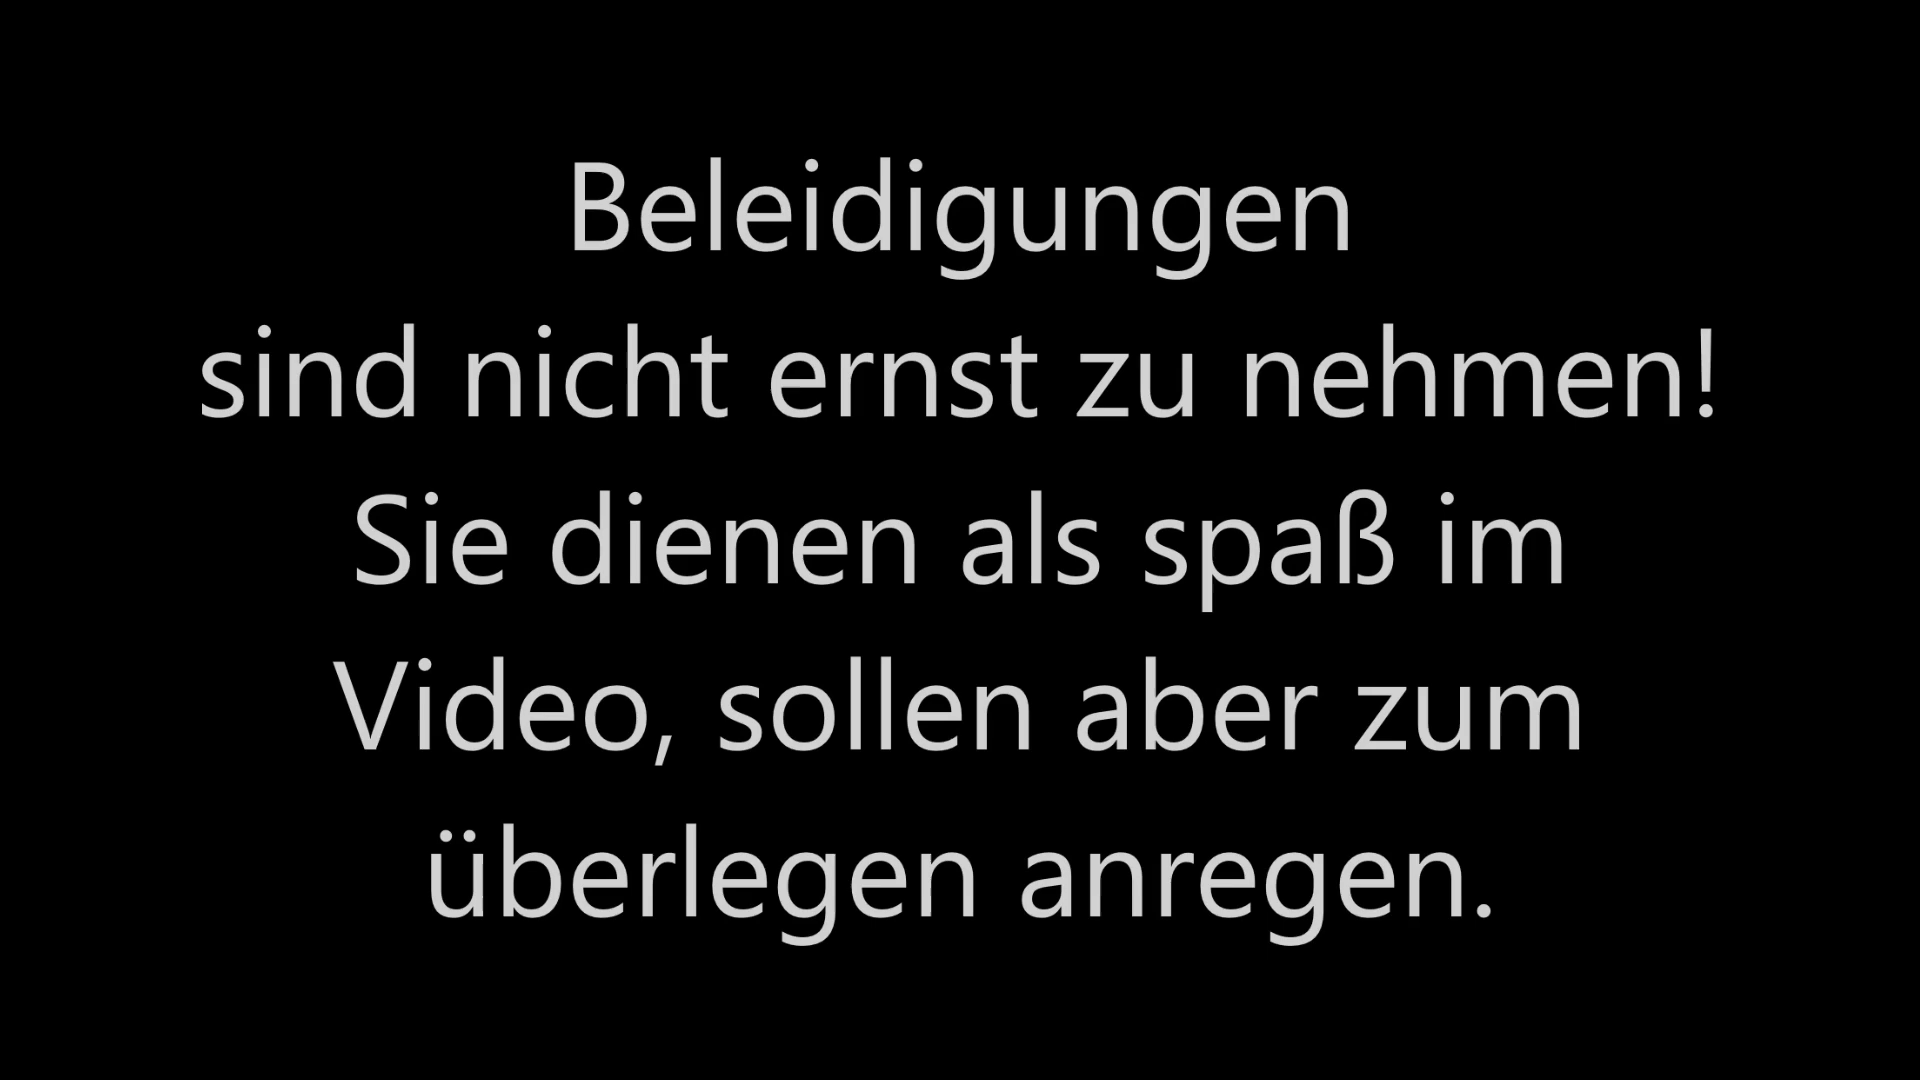 Beleidigungen
sind nicht ernst zu nehmen!
Sie dienen als spaß im
Video, sollen aber zum
überlegen anregen.